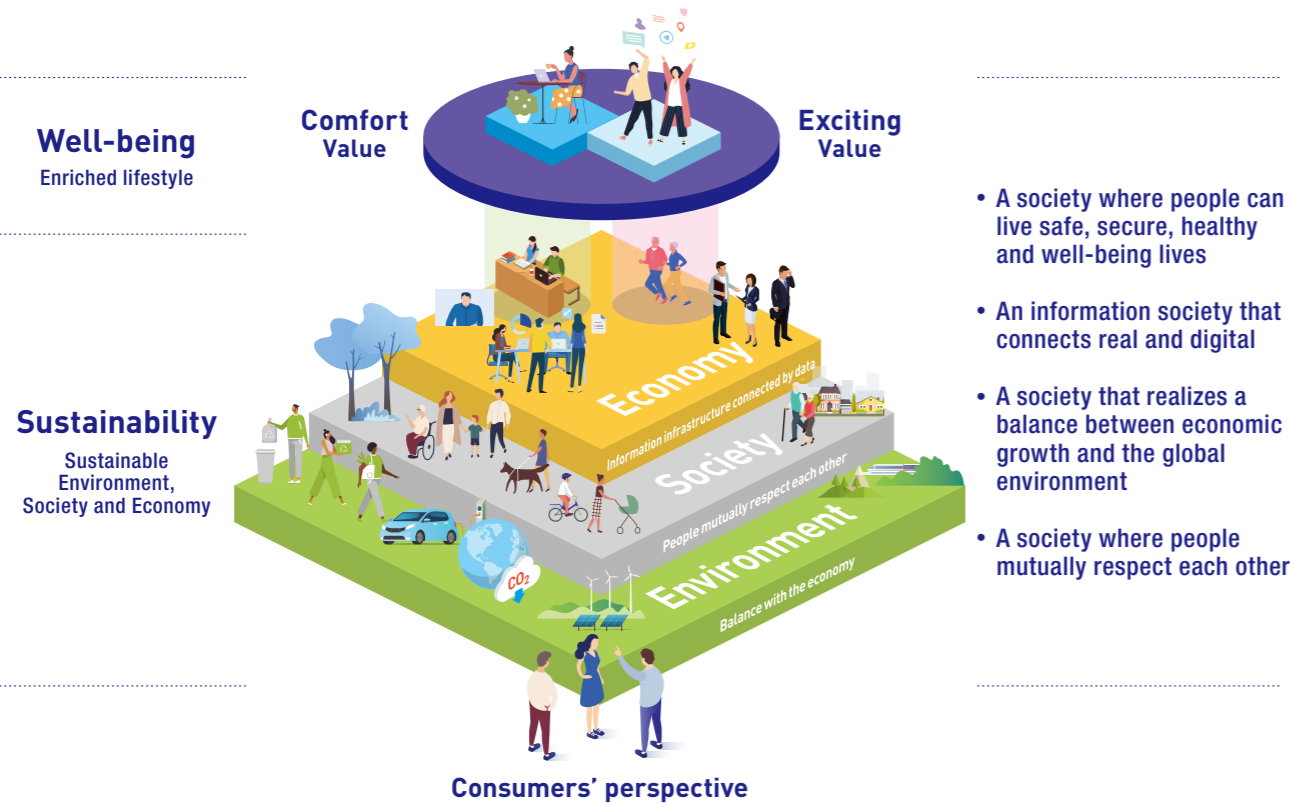 Well-being
Enriched lifestyle
Comfort
Value
Exciting
Value
Sustainability
Sustainable
Environment,
Society and Economy
Economy
Information infrastructure connected by data
Society
People mutually respect each other
Environment
Balance with the economy
CO₂
• A society where people can
live safe, secure, healthy
and well-being lives
• An information society that
connects real and digital
• A society that realizes a
balance between economic
growth and the global
environment
• A society where people
mutually respect each other
Consumers’ perspective